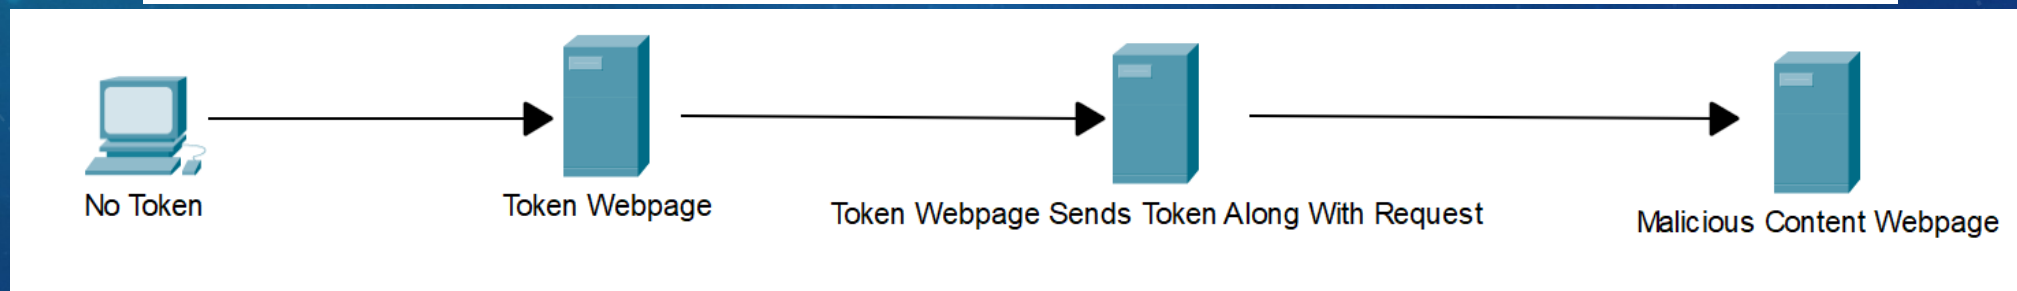 No Token
Token Webpage
Token Webpage Sends Token Along With Request
Malicious Content Webpage